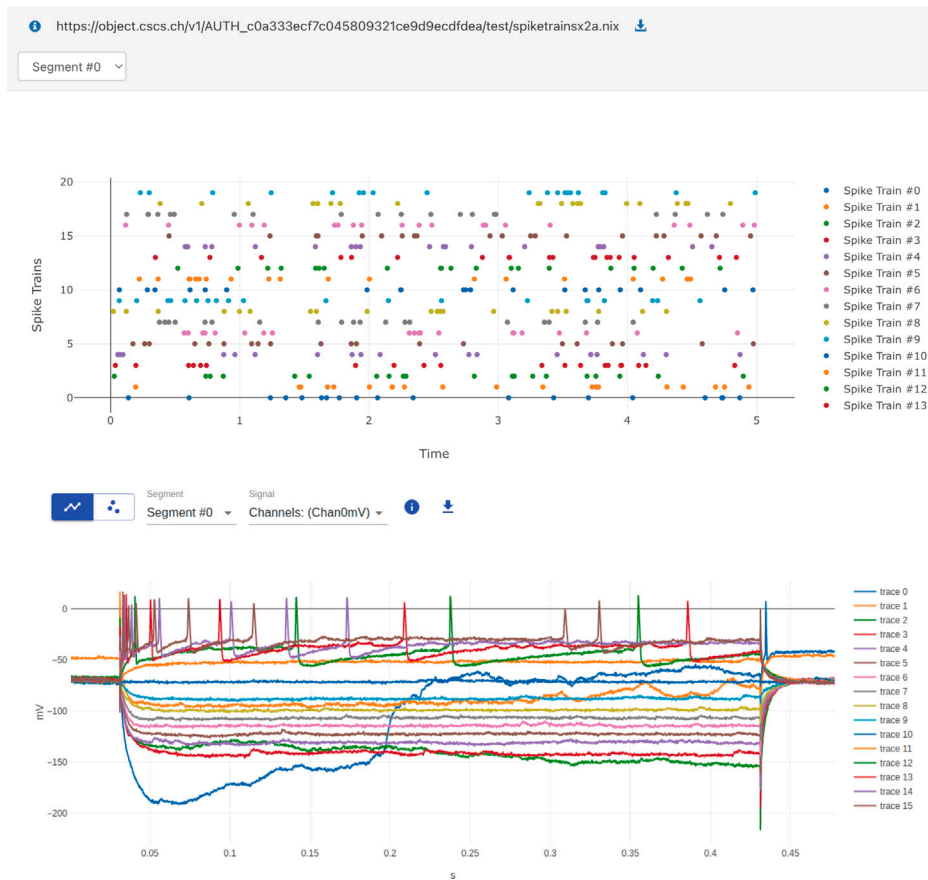 https://object.cscs.ch/v1/AUTH_c0a333ecf7c045809321ce9d9ecdfdea/test/spiketrainsx2a.nix
Segment #0
20
15
10
5
0
Spike Trains
0 1 2 3 4 5
Time
Spike Train #0
Spike Train #1
Spike Train #2
Spike Train #3
Spike Train #4
Spike Train #5
Spike Train #6
Spike Train #7
Spike Train #8
Spike Train #9
Spike Train #10
Spike Train #11
Spike Train #12
Spike Train #13
Segment
Segment #0
Signal
Channels: (Chan0mV)
0
−50
−100
−150
−200
mV
0.05 0.1 0.15 0.2 0.25 0.3 0.35 0.4 0.45
s
trace 0
trace 1
trace 2
trace 3
trace 4
trace 5
trace 6
trace 7
trace 8
trace 9
trace 10
trace 11
trace 12
trace 13
trace 14
trace 15